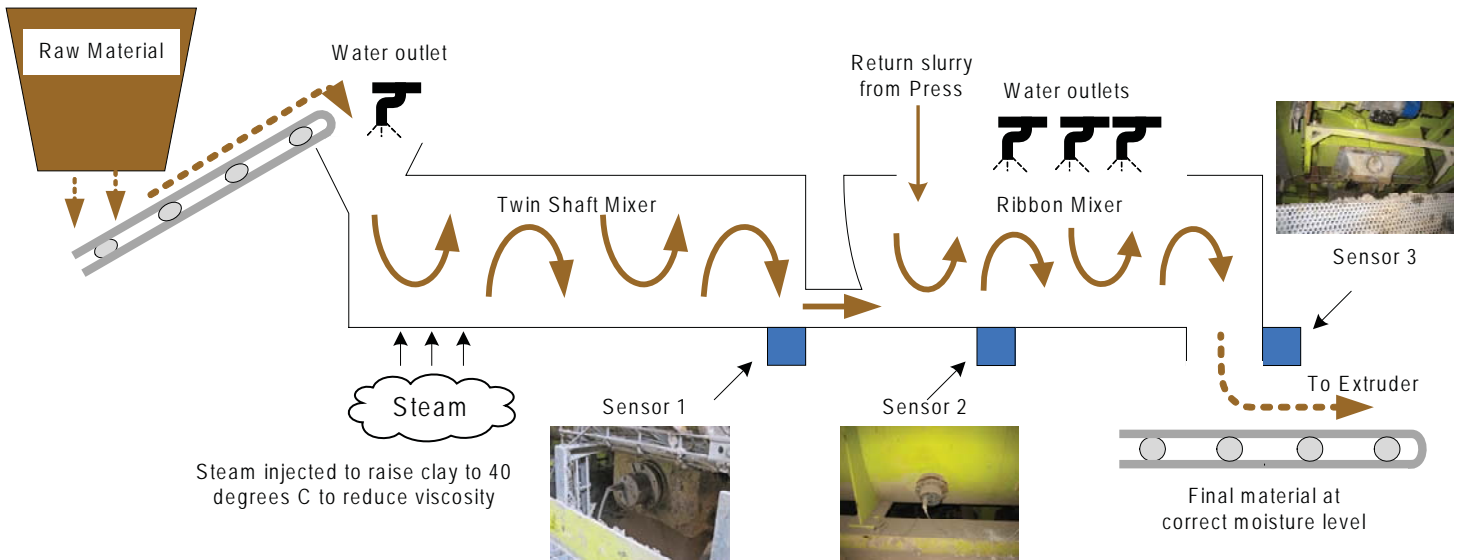 Raw Material
Water outlet
Return slurry
from Press
Water outlets
Twin Shaft Mixer
Ribbon Mixer
Sensor 3
Steam
Sensor 1
Sensor 2
To Extruder
Steam injected to raise clay to 40
degrees C to reduce viscosity
Final material at
correct moisture level